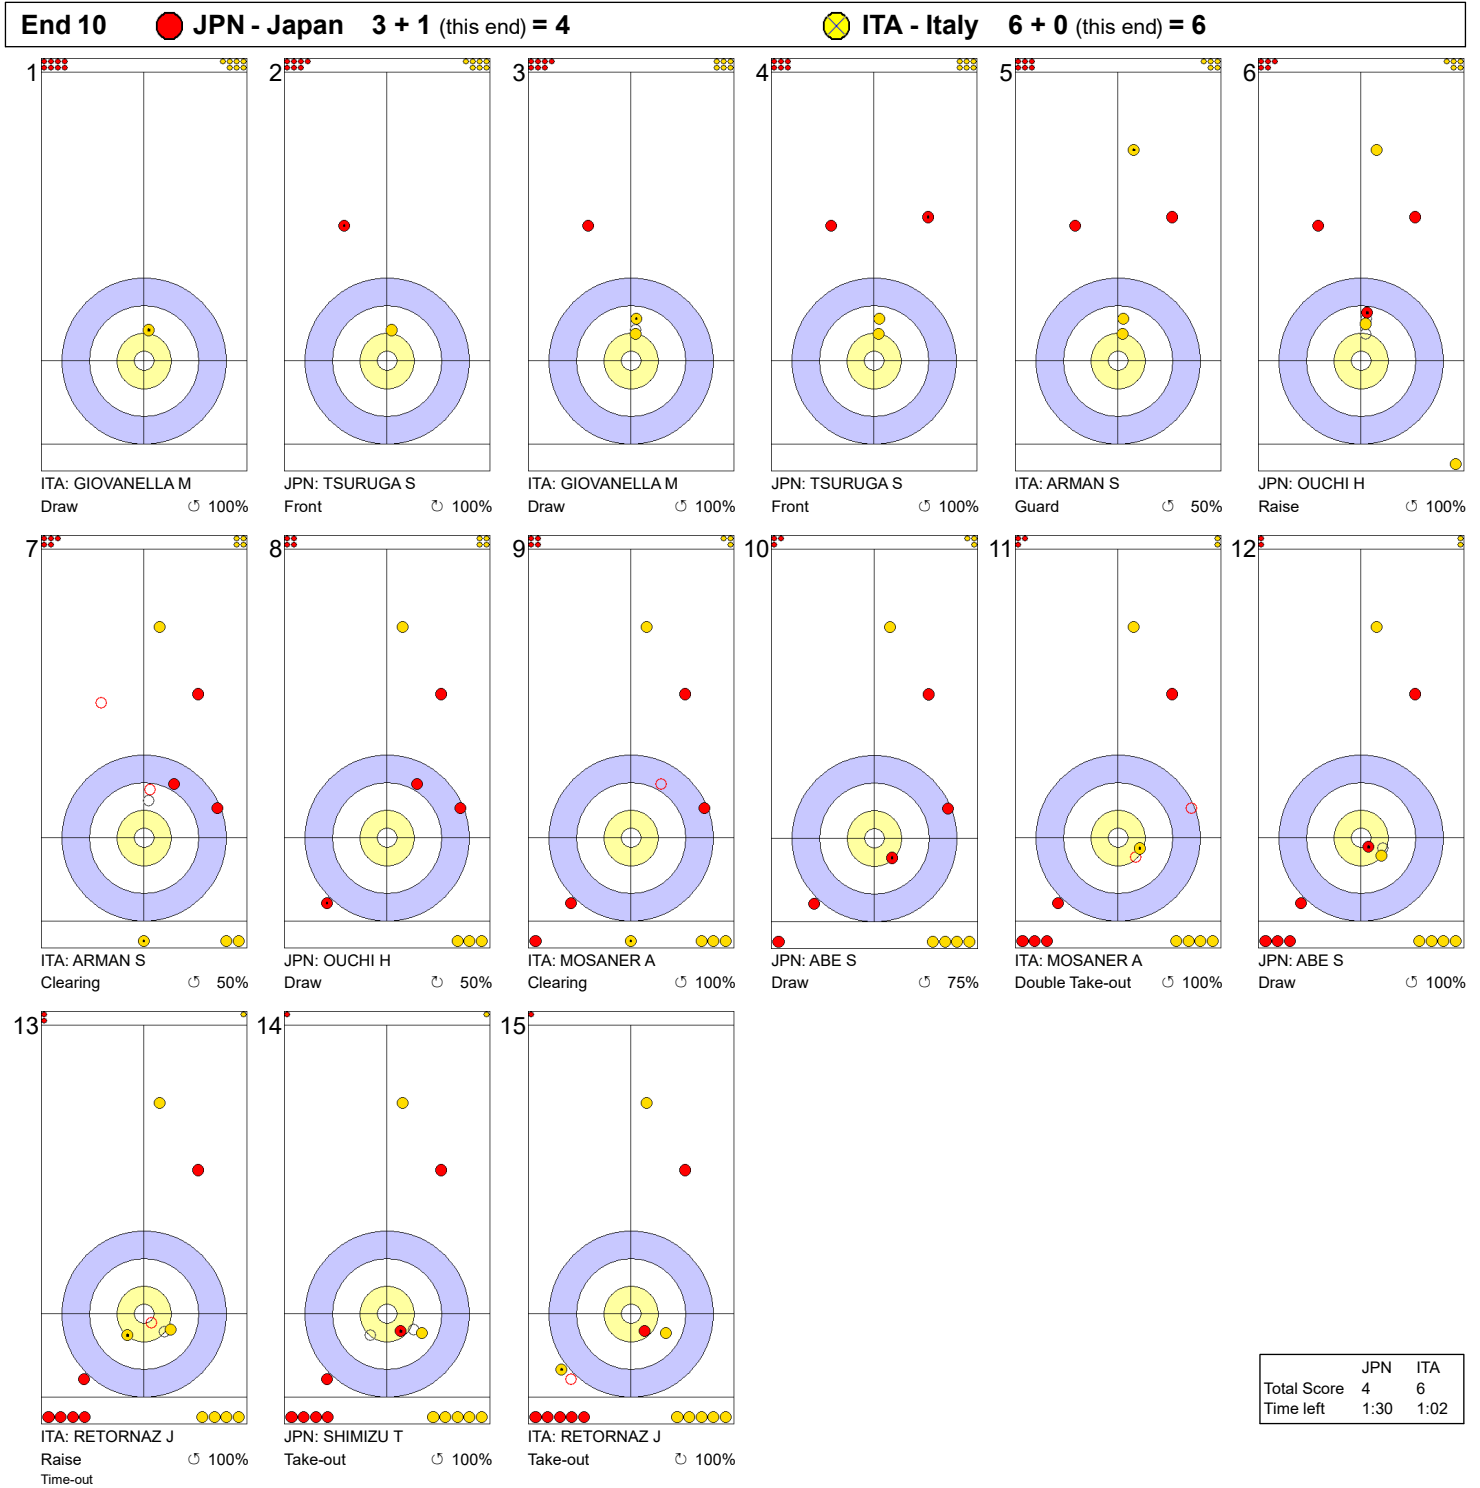 End 10 JPN - Japan 3 + 1 (this end) = 4 ITA - Italy 6 + 0 (this end) = 6
1 2 3 4 5 6
ITA: GIOVANELLA M JPN: TSURUGA S ITA: GIOVANELLA M JPN: TSURUGA S ITA: ARMAN S JPN: OUCHI H
Draw ↺ 100% Front ↻ 100% Draw ↺ 100% Front ↺ 100% Guard ↺ 50% Raise ↺ 100%
7 8 9 10 11 12
ITA: ARMAN S JPN: OUCHI H ITA: MOSANER A JPN: ABE S ITA: MOSANER A JPN: ABE S
Clearing ↺ 50% Draw ↻ 50% Clearing ↺ 100% Draw ↺ 75% Double Take-out ↺ 100% Draw ↺ 100%
13 14 15
ITA: RETORNAZ J JPN: SHIMIZU T ITA: RETORNAZ J
Raise ↺ 100% Take-out ↺ 100% Take-out ↻ 100%
Time-out
JPN ITA
Total Score 4 6
Time left 1:30 1:02